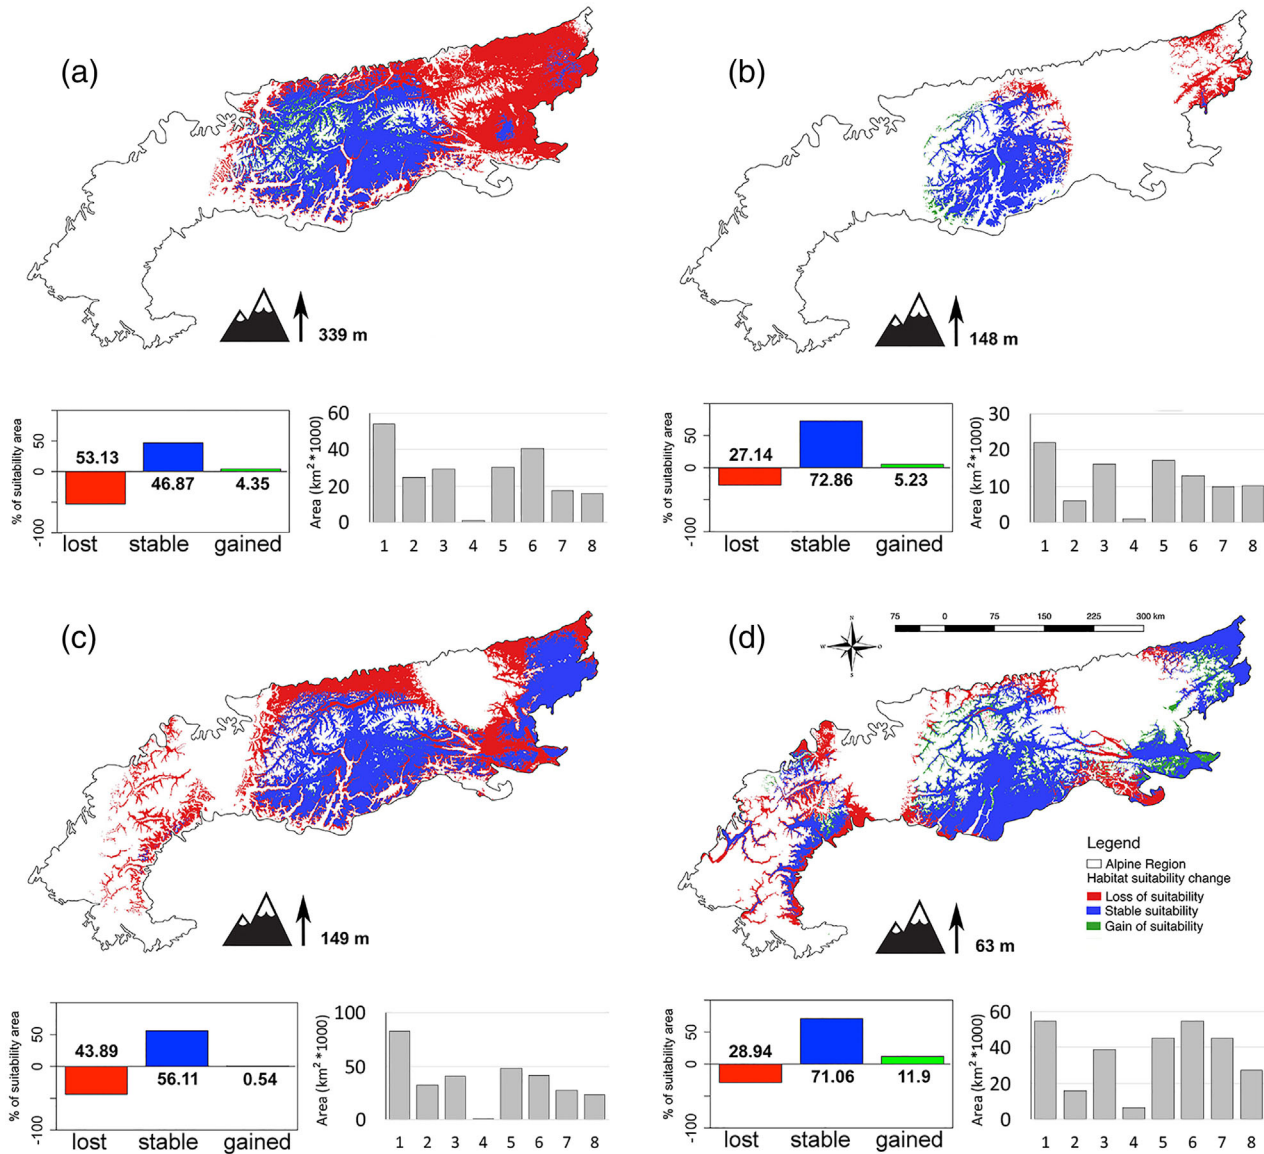 (a)
339 m
(b)
148 m
% of suitability area
50
0
-100
53.13
46.87
4.35
lost stable gained
Area (km²*1000)
60
40
20
0
1 2 3 4 5 6 7 8
% of suitability area
50
0
-100
27.14
72.86
5.23
lost stable gained
Area (km²*1000)
30
20
10
0
1 2 3 4 5 6 7 8
(c)
149 m
(d)
N
W
O
S
75 0 75 150 225 300 km
Legend
Alpine Region
Habitat suitability change
Loss of suitability
Stable suitability
Gain of suitability
63 m
% of suitability area
50
0
-100
43.89
56.11
0.54
lost stable gained
Area (km²*1000)
100
50
0
1 2 3 4 5 6 7 8
% of suitability area
50
0
-100
28.94
71.06
11.9
lost stable gained
Area (km²*1000)
60
40
20
0
1 2 3 4 5 6 7 8